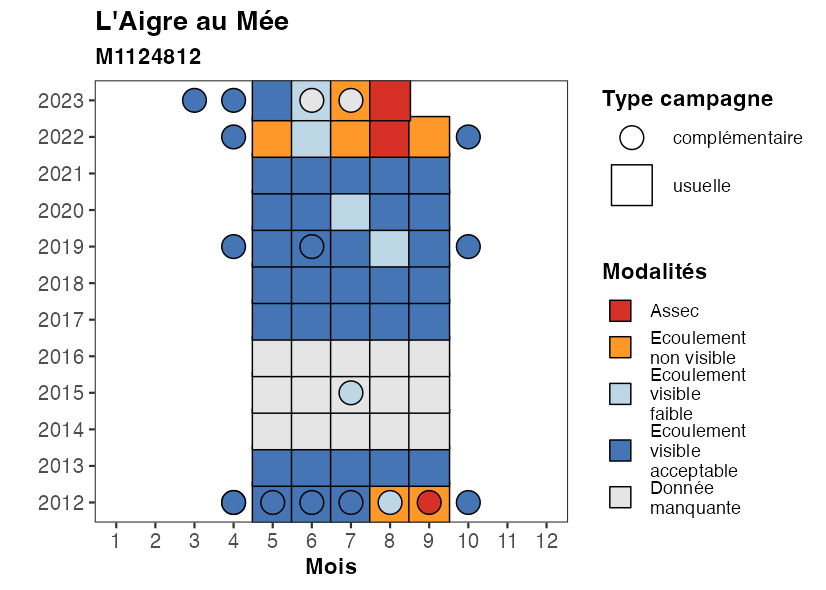 L'Aigre au Mée
M1124812
2023
2022
2021
2020
2019
2018
2017
2016
2015
2014
2013
2012
1 2 3 4 5 6 7 8 9 10 11 12
Mois
Type campagne
complémentaire
usuelle
Modalités
Assec
Ecoulement
non visible
Ecoulement
visible
faible
Ecoulement
visible
acceptable
Donnée
manquante